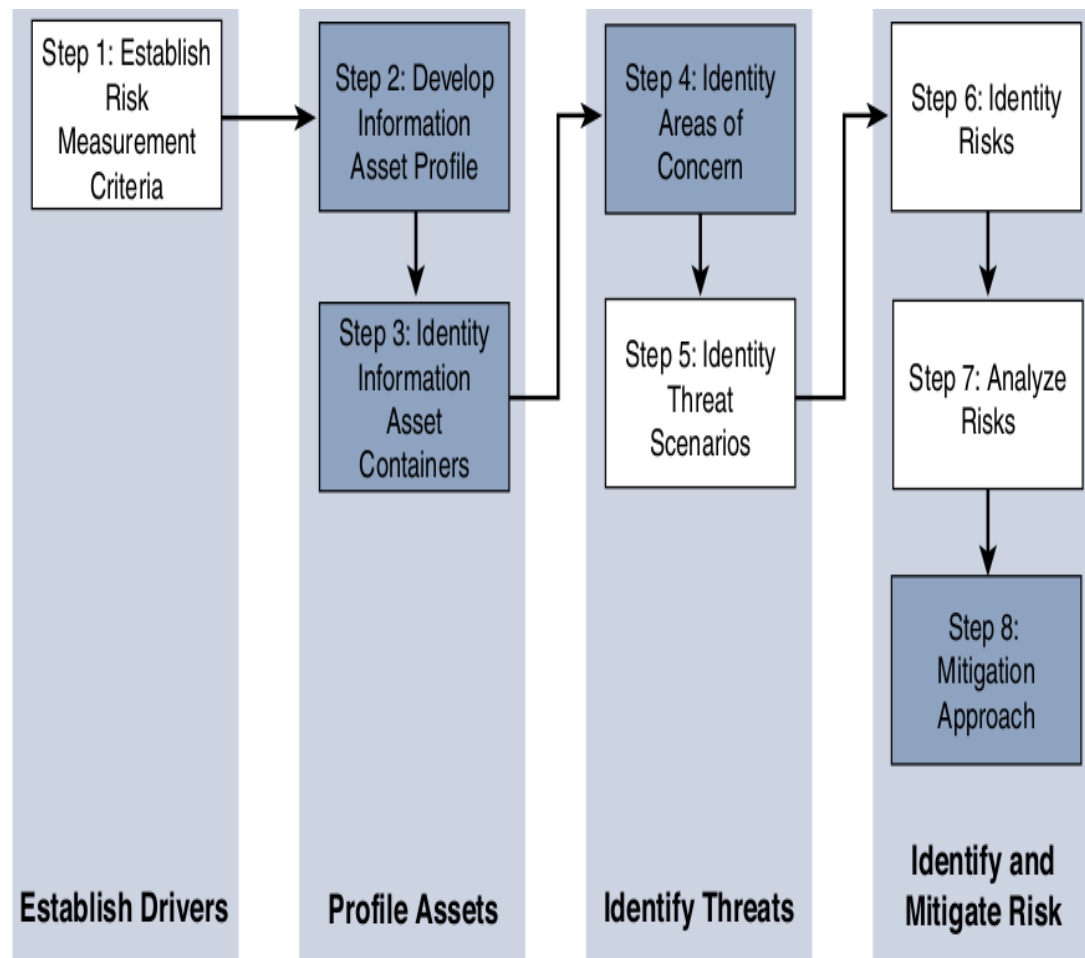 Step 1: Establish
Risk
Measurement
Criteria
Step 2: Develop
Information
Asset Profile
Step 3: Identity
Information
Asset
Containers
Step 4: Identity
Areas of
Concern
Step 5: Identity
Threat
Scenarios
Step 6: Identity
Risks
Step 7: Analyze
Risks
Step 8:
Mitigation
Approach
Establish Drivers
Profile Assets
Identify Threats
Identify and
Mitigate Risk